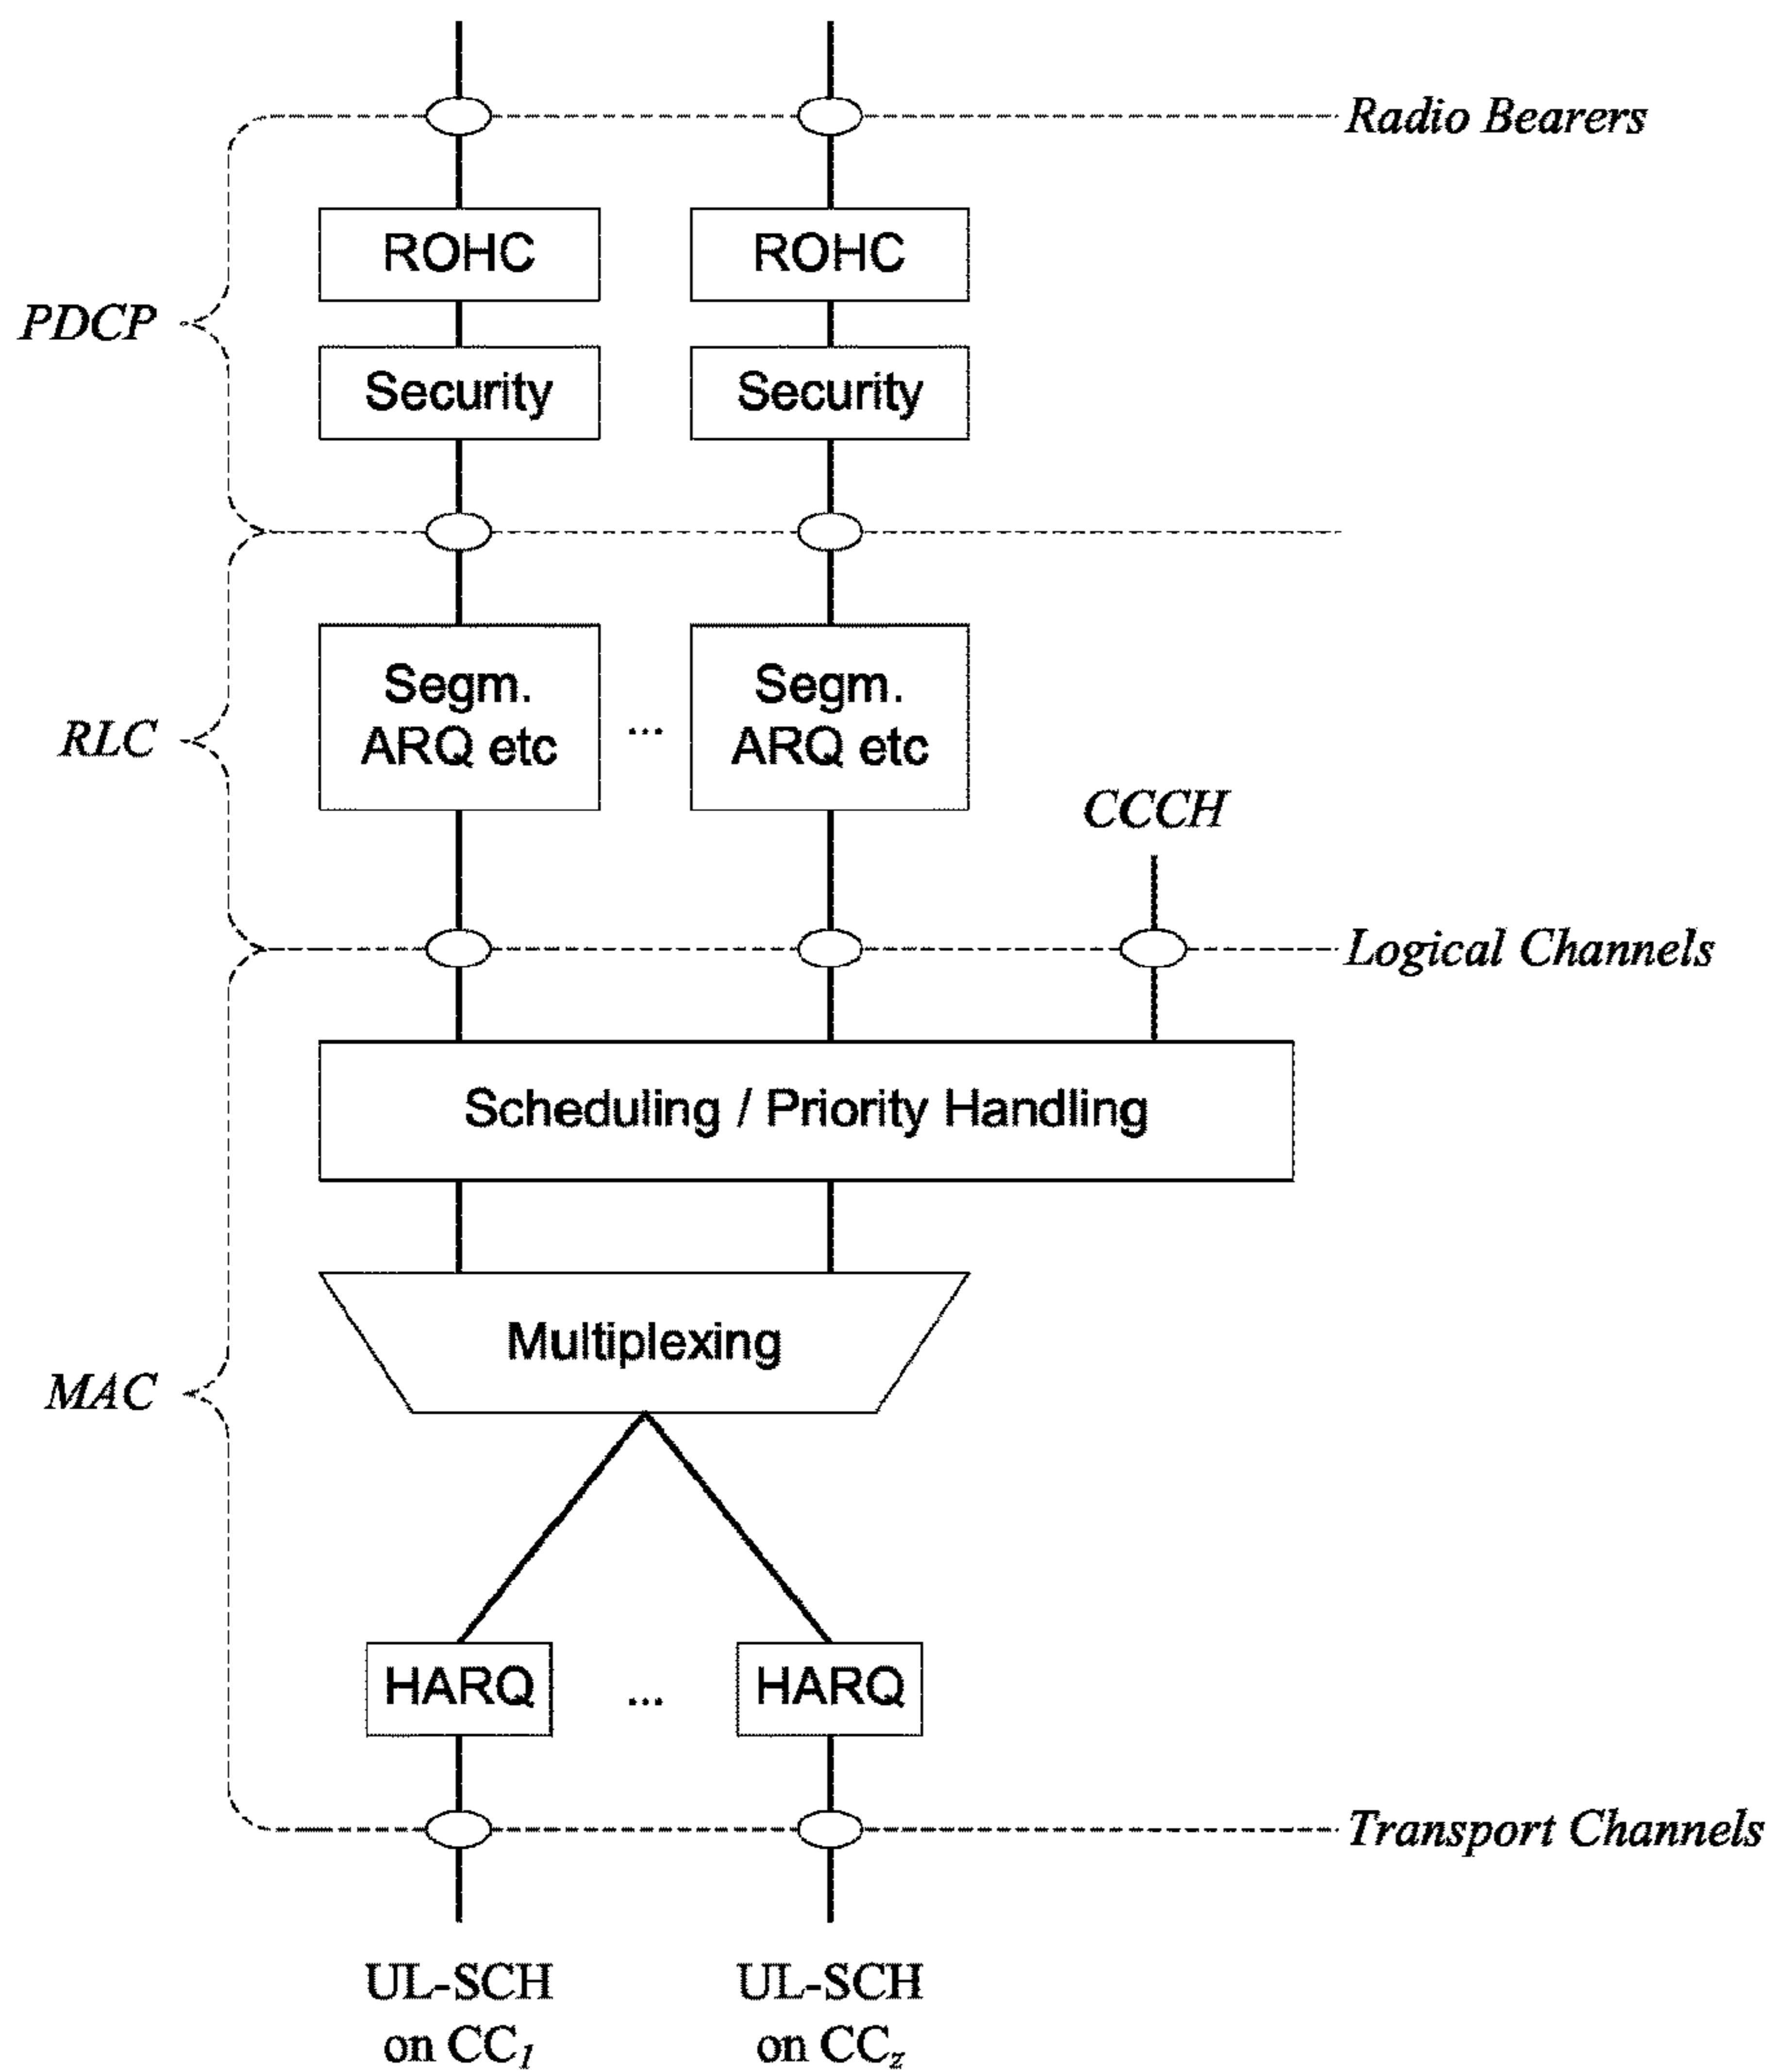 Radio Bearers
ROHC
ROHC
PDCP
Security
Security
Segm.
ARQ etc
...
Segm.
ARQ etc
RLC
CCCH
Logical Channels
Scheduling / Priority Handling
Multiplexing
MAC
HARQ
...
HARQ
Transport Channels
UL-SCH
on CC1
UL-SCH
on CCz